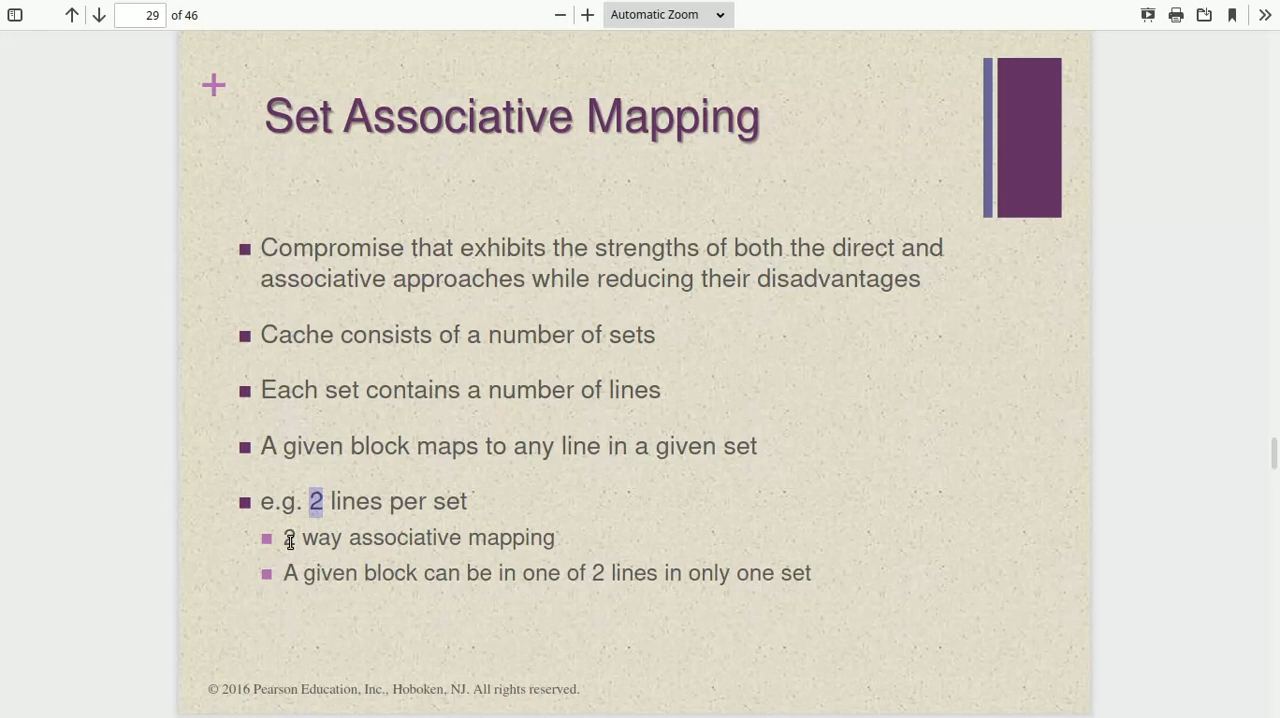 29 of 46
Automatic Zoom
+
Set Associative Mapping
Compromise that exhibits the strengths of both the direct and
associative approaches while reducing their disadvantages
Cache consists of a number of sets
Each set contains a number of lines
A given block maps to any line in a given set
e.g. 2 lines per set
2 way associative mapping
A given block can be in one of 2 lines in only one set
© 2016 Pearson Education, Inc., Hoboken, NJ. All rights reserved.